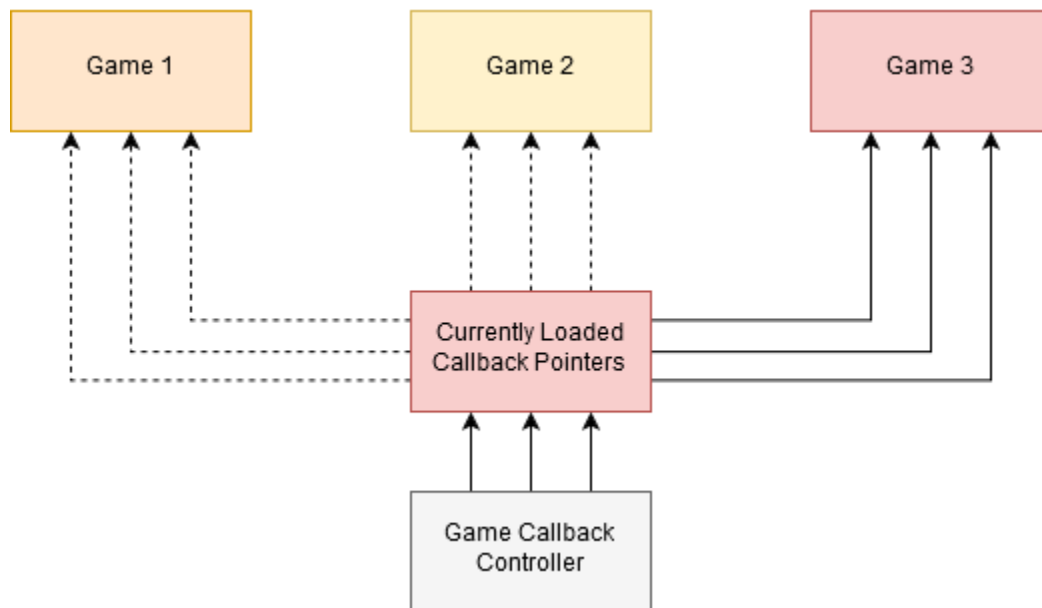 Game 1
Game 2
Game 3
Currently Loaded
Callback Pointers
Game Callback
Controller